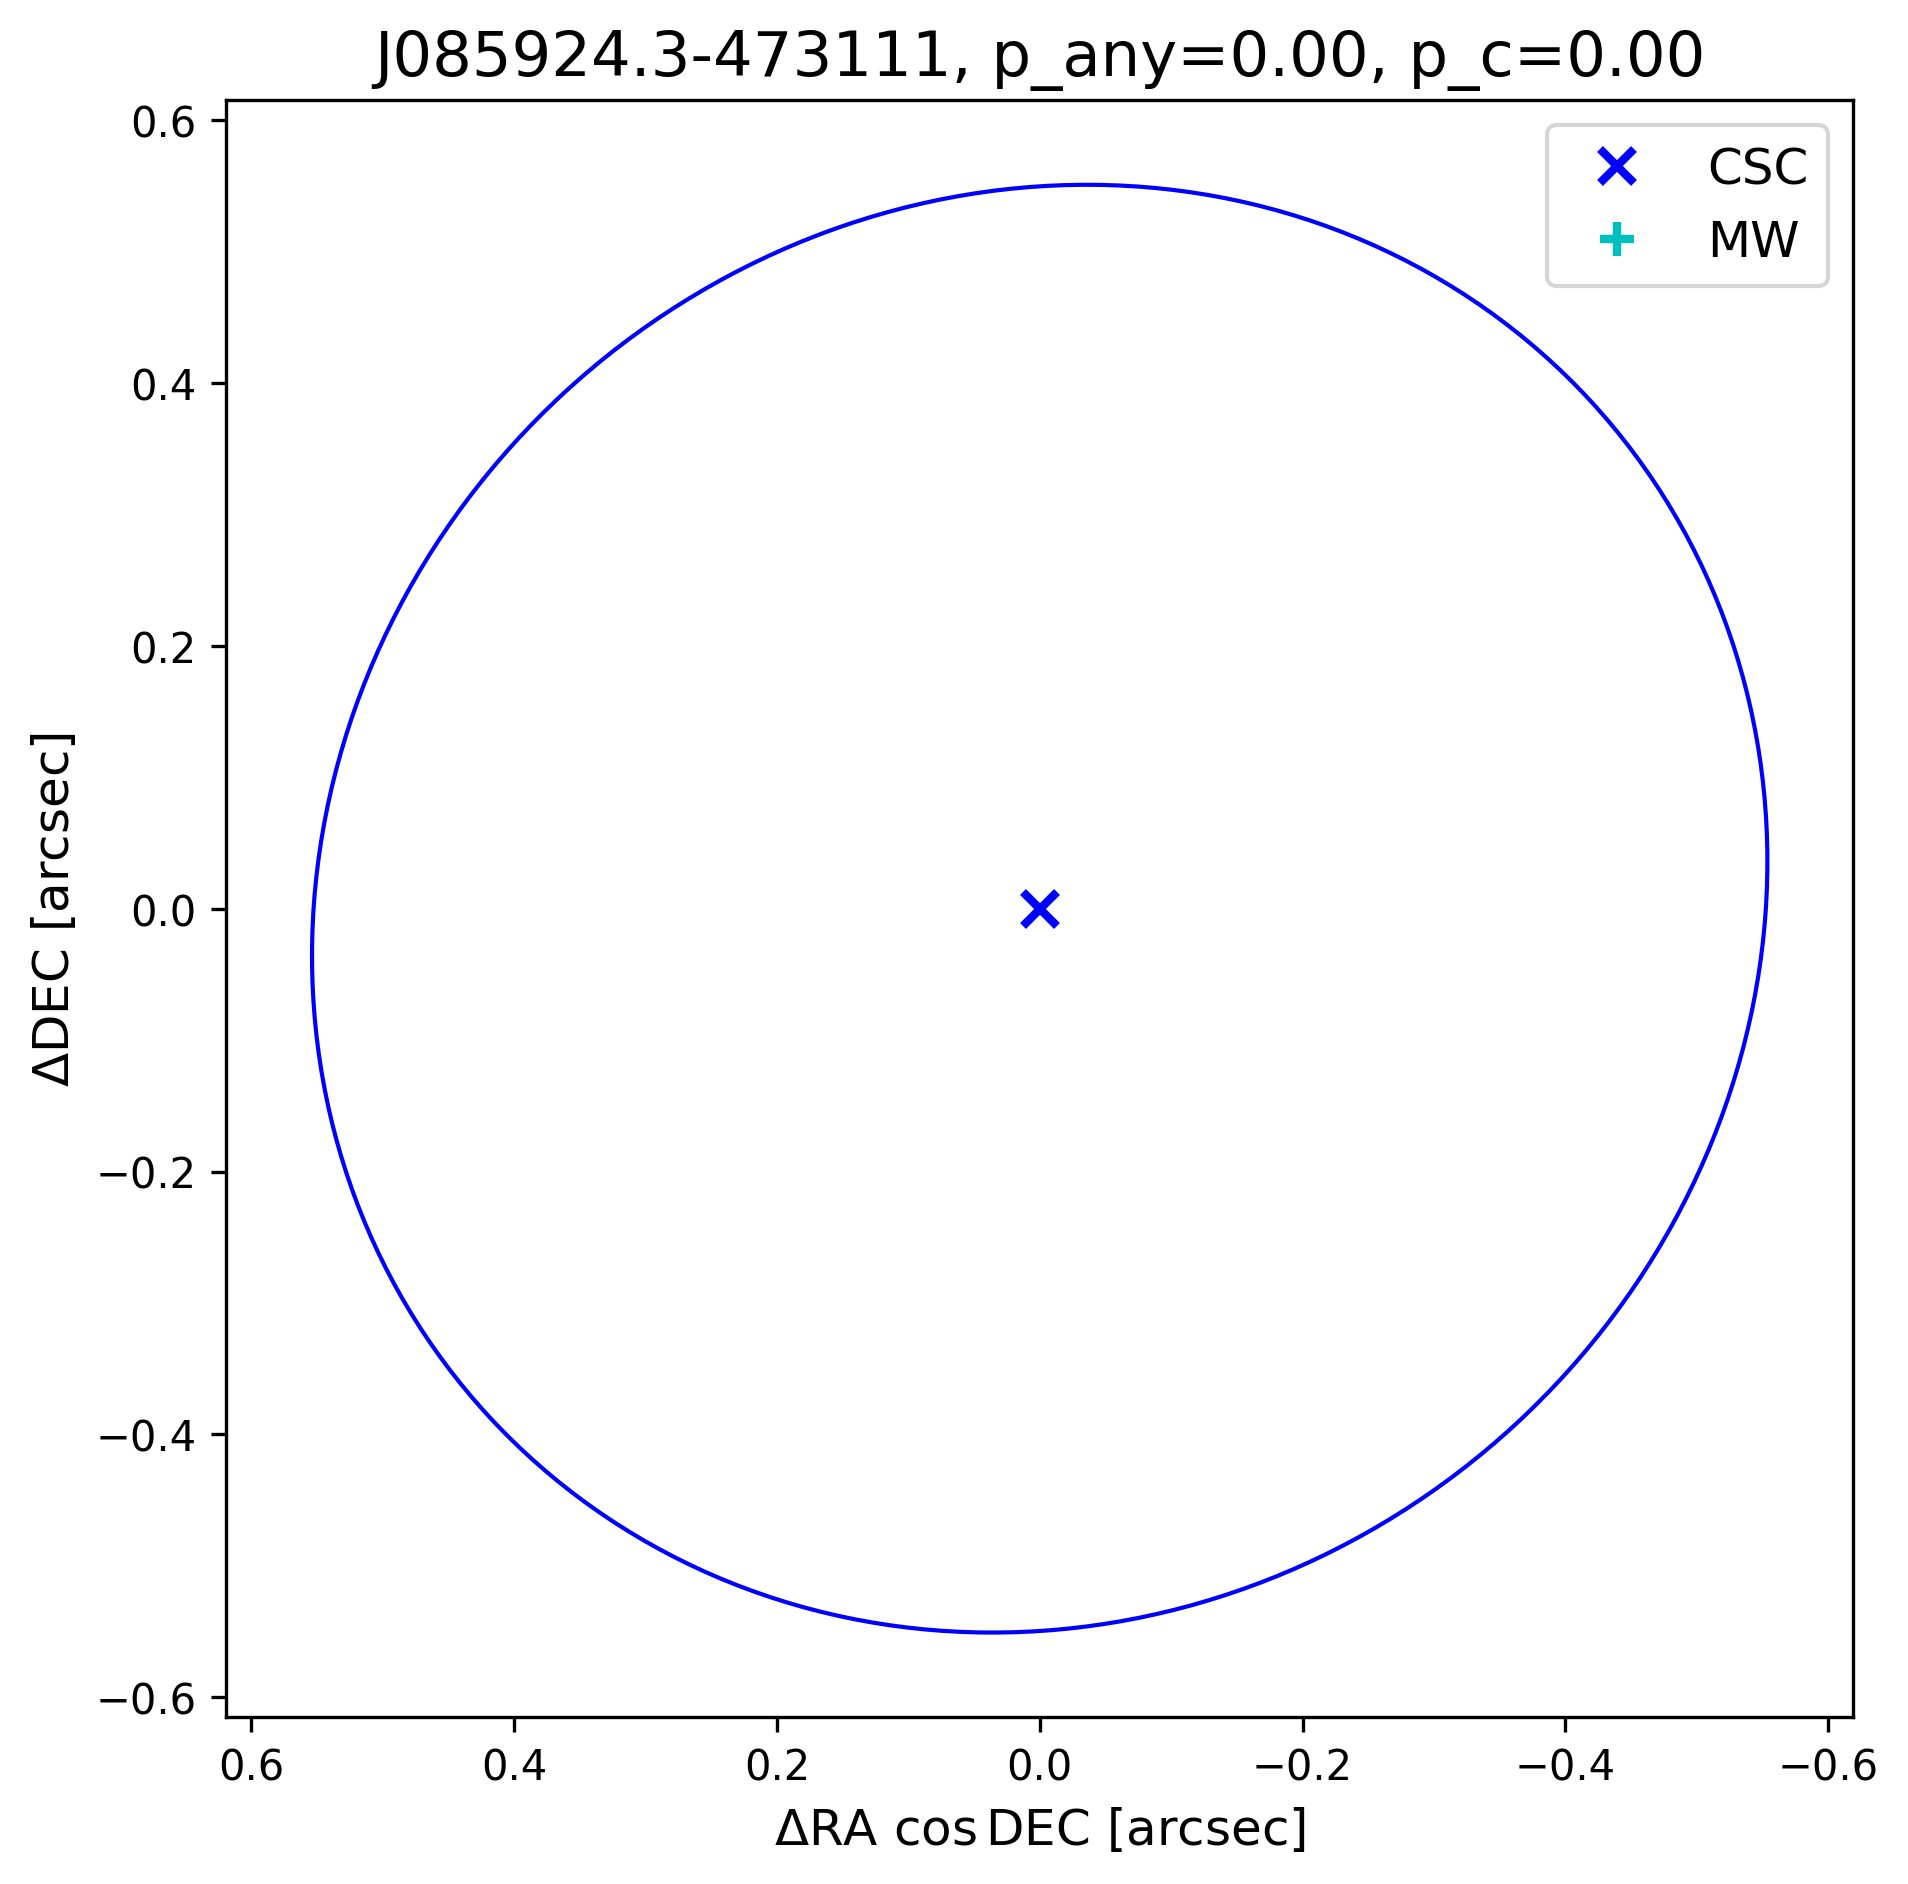 J085924.3-473111, p_any=0.00, p_c=0.00
CSC
MW
0.6
0.4
0.2
0.0
−0.2
−0.4
−0.6
ΔDEC [arcsec]
0.6 0.4 0.2 0.0 −0.2 −0.4 −0.6
ΔRA cos DEC [arcsec]